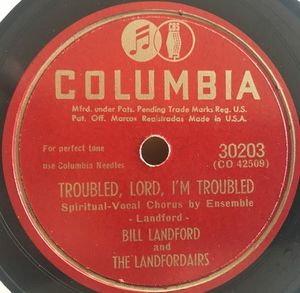 CBS
COLUMBIA
Mfrd. under Pats. Pending Trade Marks Reg. U.S.
Pat. Off. Marcas Registradas Made in U.S.A.
For perfect tone
use Columbia Needles
30203
(CO 42509)
TROUBLED, LORD, I'M TROUBLED
Spiritual-Vocal Chorus by Ensemble
- Landford -
BILL LANDFORD
and
THE LANDFORDAIRS